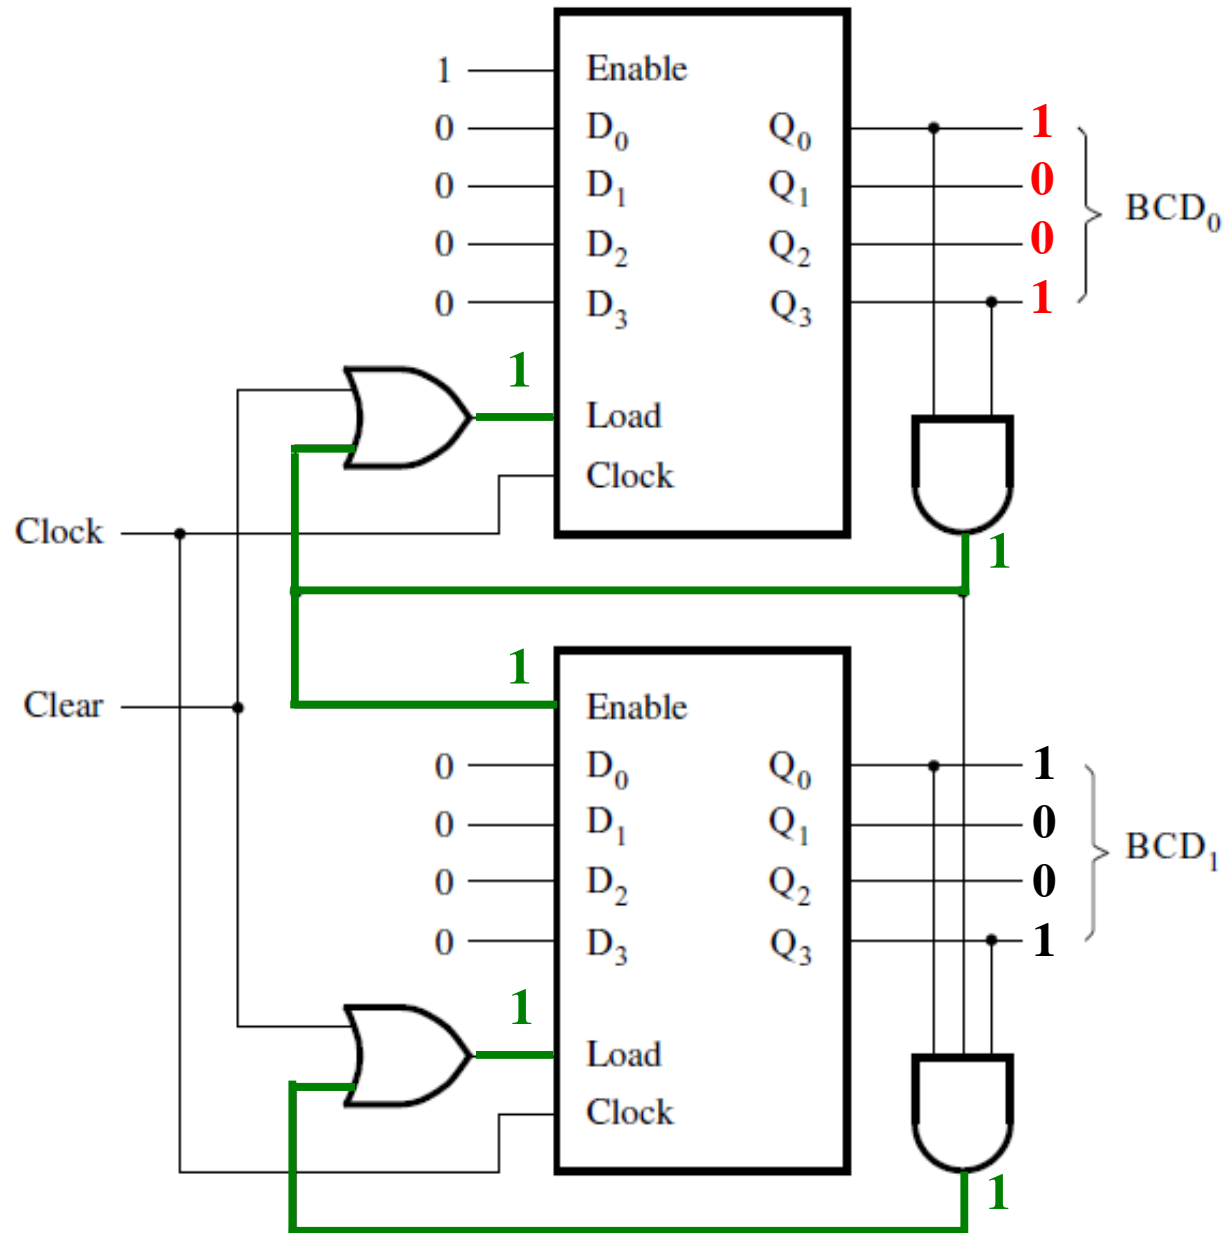 1 Enable
0 D0 Q0 1
0 D1 Q1 0
0 D2 Q2 0
0 D3 Q3 1
BCD0
1
Load
Clock
Clock
1
1
Clear
Enable
0 D0 Q0 1
0 D1 Q1 0
0 D2 Q2 0
0 D3 Q3 1
BCD1
1
Load
Clock
1